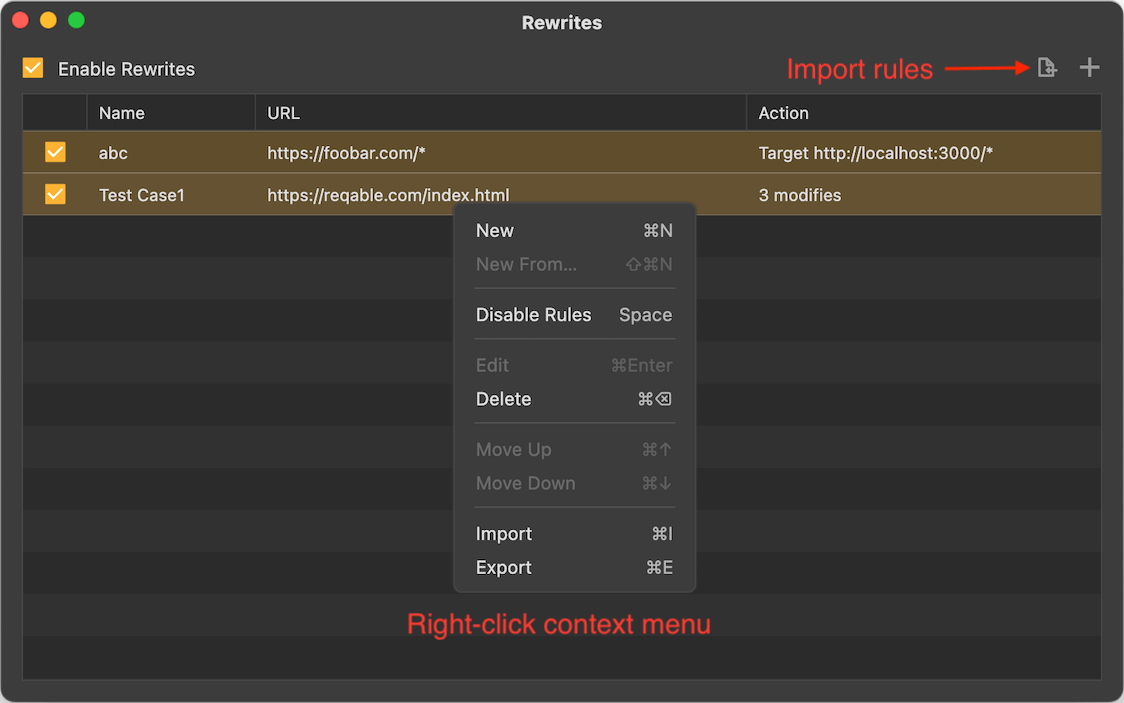 Rewrites
Enable Rewrites
Import rules
Name URL Action
abc https://foobar.com/* Target http://localhost:3000/*
Test Case1 https://reqable.com/index.html 3 modifies
New ⌘N
New From... ⇧⌘N
Disable Rules Space
Edit ⌘Enter
Delete ⌘⌫
Move Up ⌘↑
Move Down ⌘↓
Import ⌘I
Export ⌘E
Right-click context menu